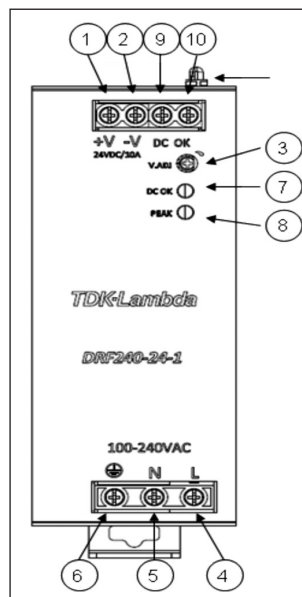 1 2 9 10
+V -V DC OK
24VDC/10A
V.ADJ 3
DC OK 7
PEAK 8
TDK-Lambda
DRF240-24-1
100-240VAC
N L
6 5 4